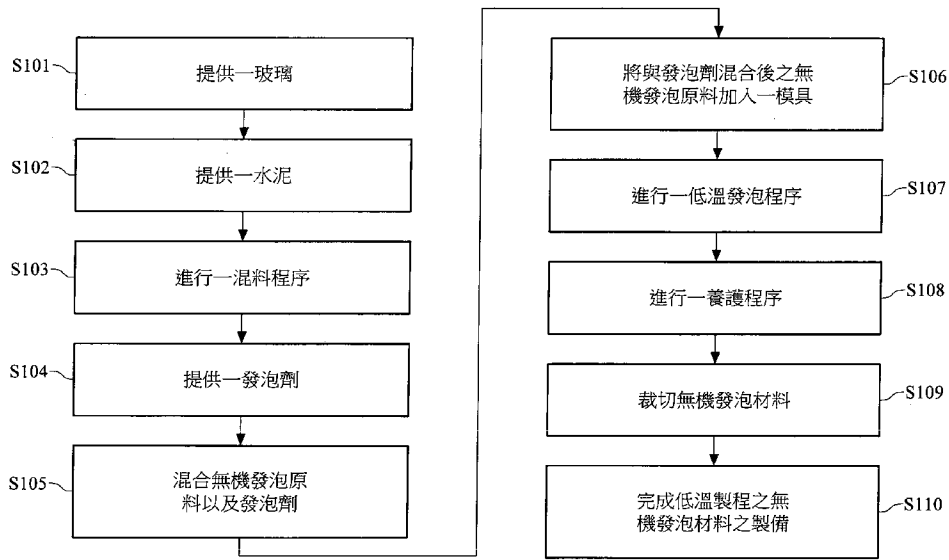 S101
提供一玻璃
S102
提供一水泥
S103
進行一混料程序
S104
提供一發泡劑
S105
混合無機發泡原
料以及發泡劑
S106
將與發泡劑混合後之無
機發泡原料加入一模具
S107
進行一低溫發泡程序
S108
進行一養護程序
S109
裁切無機發泡材料
S110
完成低溫製程之無
機發泡材料之製備